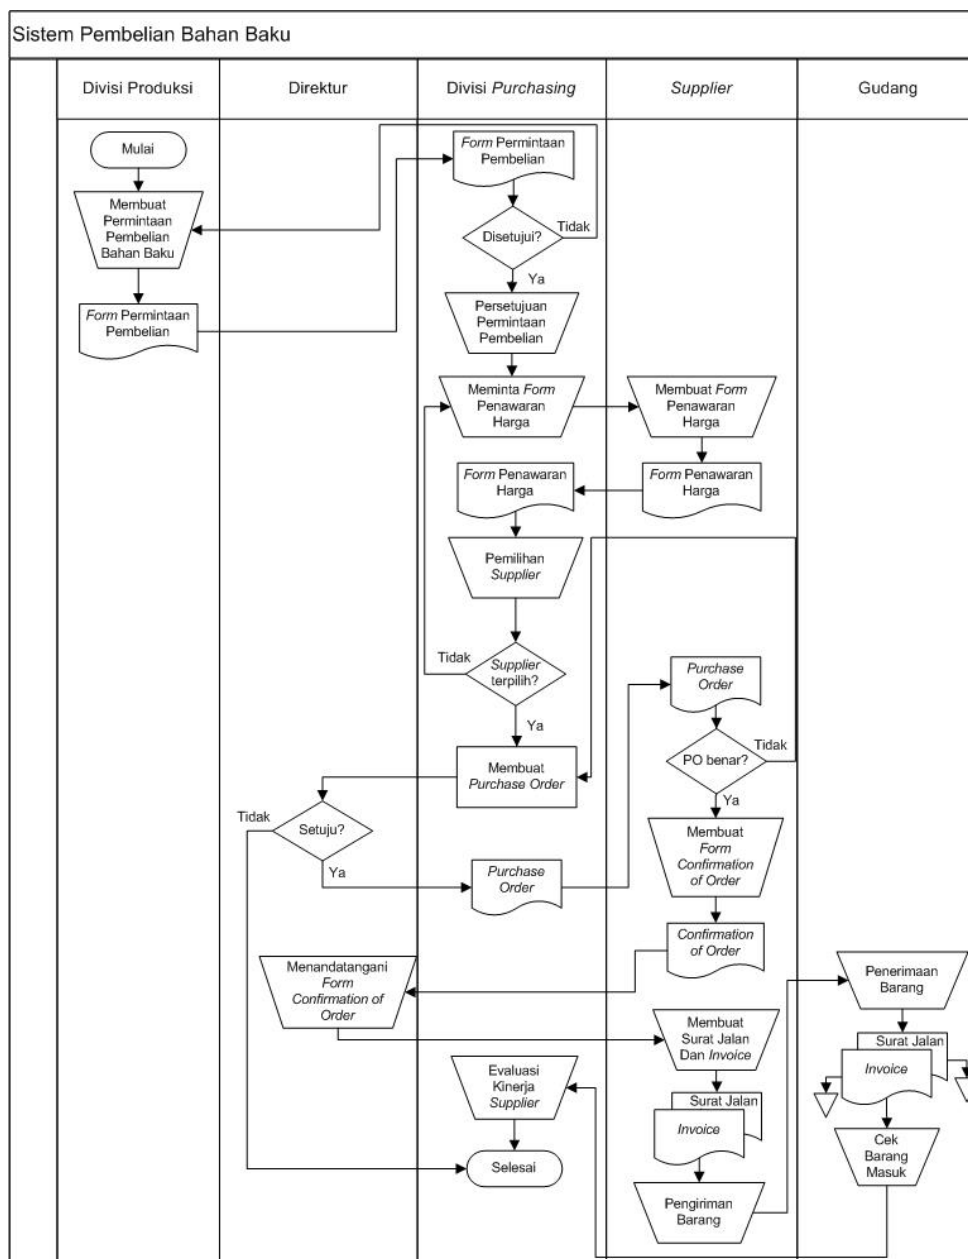 Sistem Pembelian Bahan Baku
Divisi Produksi
Direktur
Divisi Purchasing
Supplier
Gudang
Mulai
Membuat
Permintaan
Pembelian
Bahan Baku
Form Permintaan
Pembelian
Form Permintaan
Pembelian
Disetujui?
Tidak
Ya
Persetujuan
Permintaan
Pembelian
Meminta Form
Penawaran
Harga
Membuat Form
Penawaran
Harga
Form Penawaran
Harga
Form Penawaran
Harga
Pemilihan
Supplier
Supplier
terpilih?
Tidak
Ya
Membuat
Purchase Order
Setuju?
Tidak
Ya
Purchase
Order
Purchase
Order
PO benar?
Tidak
Ya
Membuat
Form
Confirmation
of Order
Confirmation
of Order
Menandatangani
Form
Confirmation of
Order
Membuat
Surat Jalan
Dan Invoice
Surat Jalan
Invoice
Pengiriman
Barang
Penerimaan
Barang
Surat Jalan
Invoice
Cek
Barang
Masuk
Evaluasi
Kinerja
Supplier
Selesai